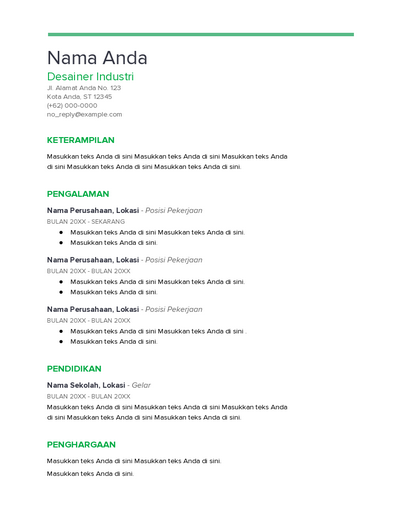 Nama Anda
Desainer Industri
Jl. Alamat Anda No. 123
Kota Anda, ST 12345
(+62) 000-0000
no_reply@example.com
KETERAMPILAN
Masukkan teks Anda di sini Masukkan teks Anda di sini Masukkan teks Anda
di sini Masukkan teks Anda di sini Masukkan teks Anda di sini.
PENGALAMAN
Nama Perusahaan, Lokasi - Posisi Pekerjaan
BULAN 20XX - SEKARANG
● Masukkan teks Anda di sini Masukkan teks Anda di sini.
● Masukkan teks Anda di sini.
Nama Perusahaan, Lokasi - Posisi Pekerjaan
BULAN 20XX - BULAN 20XX
● Masukkan teks Anda di sini Masukkan teks Anda di sini.
● Masukkan teks Anda di sini.
Nama Perusahaan, Lokasi - Posisi Pekerjaan
BULAN 20XX - BULAN 20XX
● Masukkan teks Anda di sini Masukkan teks Anda di sini .
● Masukkan teks Anda di sini.
PENDIDIKAN
Nama Sekolah, Lokasi - Gelar
BULAN 20XX - BULAN 20XX
Masukkan teks Anda di sini Masukkan teks Anda di sini Masukkan teks Anda
di sini Masukkan teks Anda di sini Masukkan teks Anda di sini.
PENGHARGAAN
Masukkan teks Anda di sini Masukkan teks Anda di sini.
Masukkan teks Anda di sini.